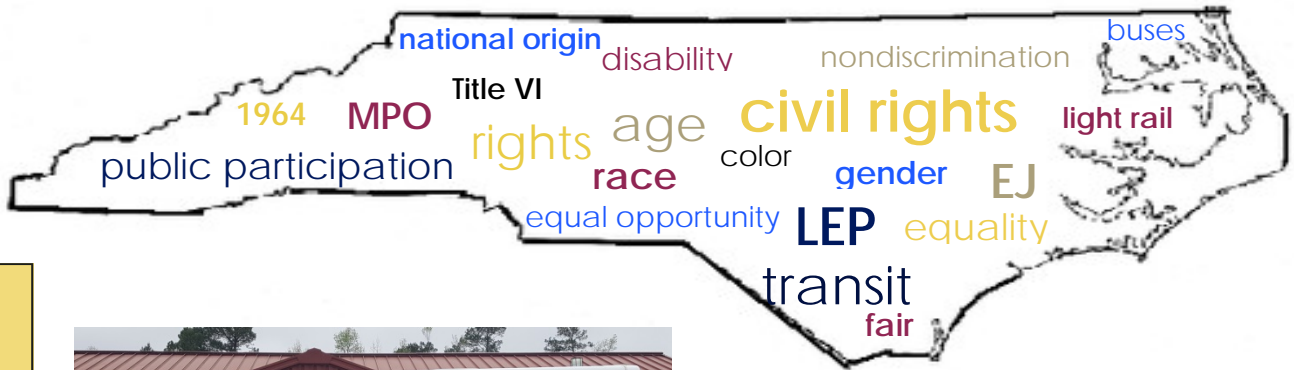 buses
national origin
disability
nondiscrimination
Title VI
1964
MPO
civil rights
light rail
rights
age
color
public participation
race
gender
EJ
equal opportunity
LEP
equality
transit
fair